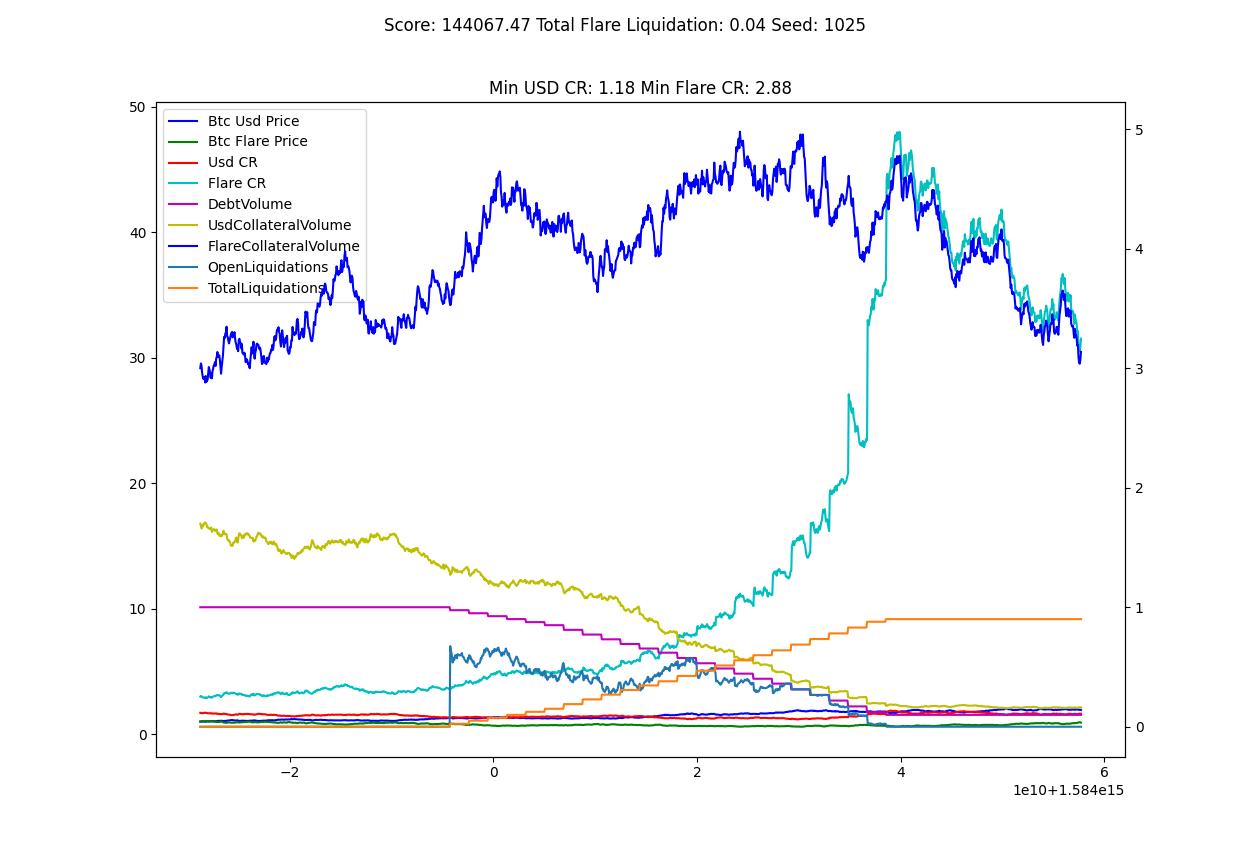 Score: 144067.47 Total Flare Liquidation: 0.04 Seed: 1025
Min USD CR: 1.18 Min Flare CR: 2.88
Btc Usd Price
Btc Flare Price
Usd CR
Flare CR
DebtVolume
UsdCollateralVolume
FlareCollateralVolume
OpenLiquidations
TotalLiquidations
50
40
30
20
10
0
5
4
3
2
1
0
−2
0
2
4
6
1e10+1.584e15